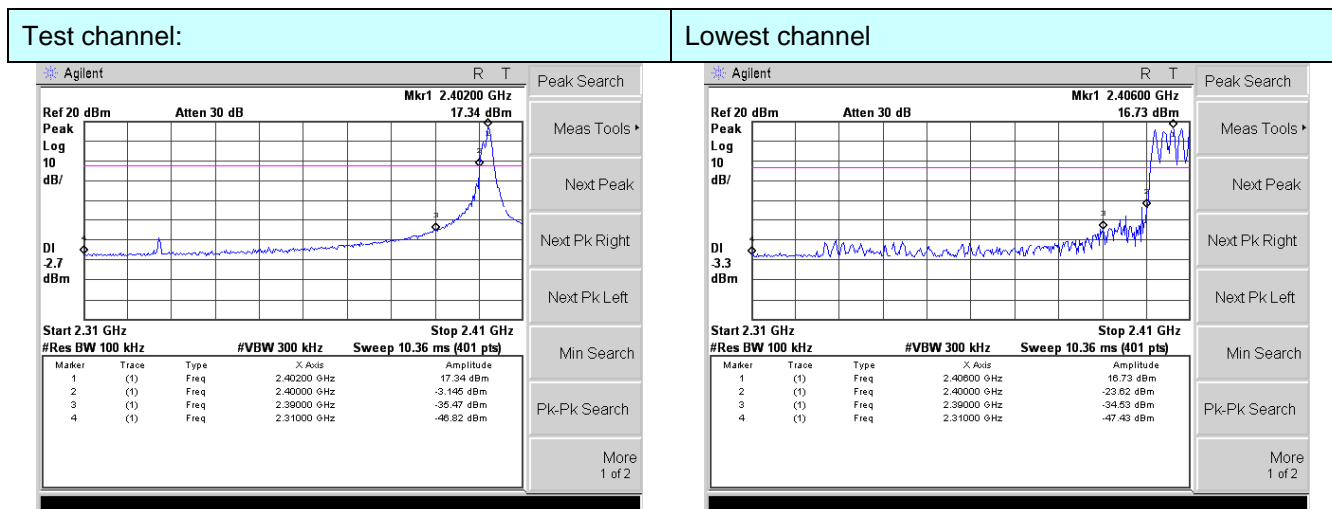 Test channel: Lowest channel
Agilent R T
Mkr1 2.40200 GHz
Ref 20 dBm Atten 30 dB 17.34 dBm
Peak
Log
10
dB/
2
3
4
DI
-2.7
dBm
Start 2.31 GHz Stop 2.41 GHz
#Res BW 100 kHz #VBW 300 kHz Sweep 10.36 ms (401 pts)
Marker Trace Type X Axis Amplitude
1 (1) Freq 2.40200 GHz 17.34 dBm
2 (1) Freq 2.40000 GHz -3.145 dBm
3 (1) Freq 2.39000 GHz -35.47 dBm
4 (1) Freq 2.31000 GHz -46.82 dBm
Peak Search
Meas Tools
Next Peak
Next Pk Right
Next Pk Left
Min Search
Pk-Pk Search
More
1 of 2
Agilent R T
Mkr1 2.40600 GHz
Ref 20 dBm Atten 30 dB 16.73 dBm
Peak
Log
10
dB/
2
3
4
DI
-3.3
dBm
Start 2.31 GHz Stop 2.41 GHz
#Res BW 100 kHz #VBW 300 kHz Sweep 10.36 ms (401 pts)
Marker Trace Type X Axis Amplitude
1 (1) Freq 2.40600 GHz 16.73 dBm
2 (1) Freq 2.40000 GHz -23.62 dBm
3 (1) Freq 2.39000 GHz -34.53 dBm
4 (1) Freq 2.31000 GHz -47.43 dBm
Peak Search
Meas Tools
Next Peak
Next Pk Right
Next Pk Left
Min Search
Pk-Pk Search
More
1 of 2